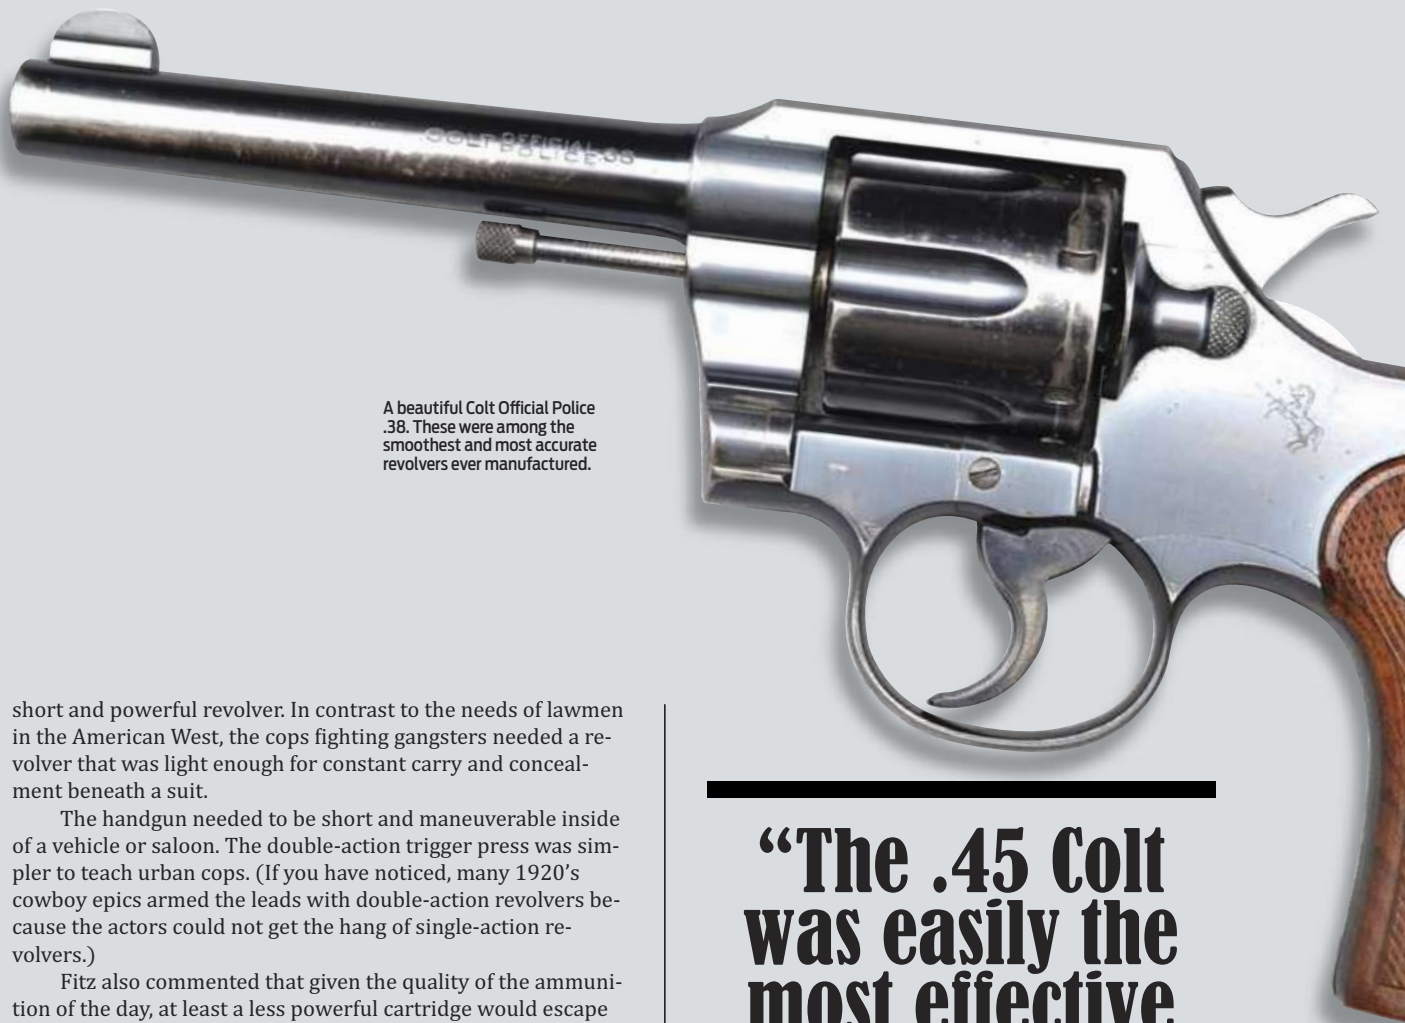 COLT OFFICIAL .38
POLICE
A beautiful Colt Official Police
.38. These were among the
smoothest and most accurate
revolvers ever manufactured.
short and powerful revolver. In contrast to the needs of lawmen
in the American West, the cops fighting gangsters needed a re-
volver that was light enough for constant carry and conceal-
ment beneath a suit.
The handgun needed to be short and maneuverable inside
of a vehicle or saloon. The double-action trigger press was sim-
pler to teach urban cops. (If you have noticed, many 1920’s
cowboy epics armed the leads with double-action revolvers be-
cause the actors could not get the hang of single-action re-
volvers.)
Fitz also commented that given the quality of the ammuni-
tion of the day, at least a less powerful cartridge would escape
“The .45 Colt
was easily the
most effective